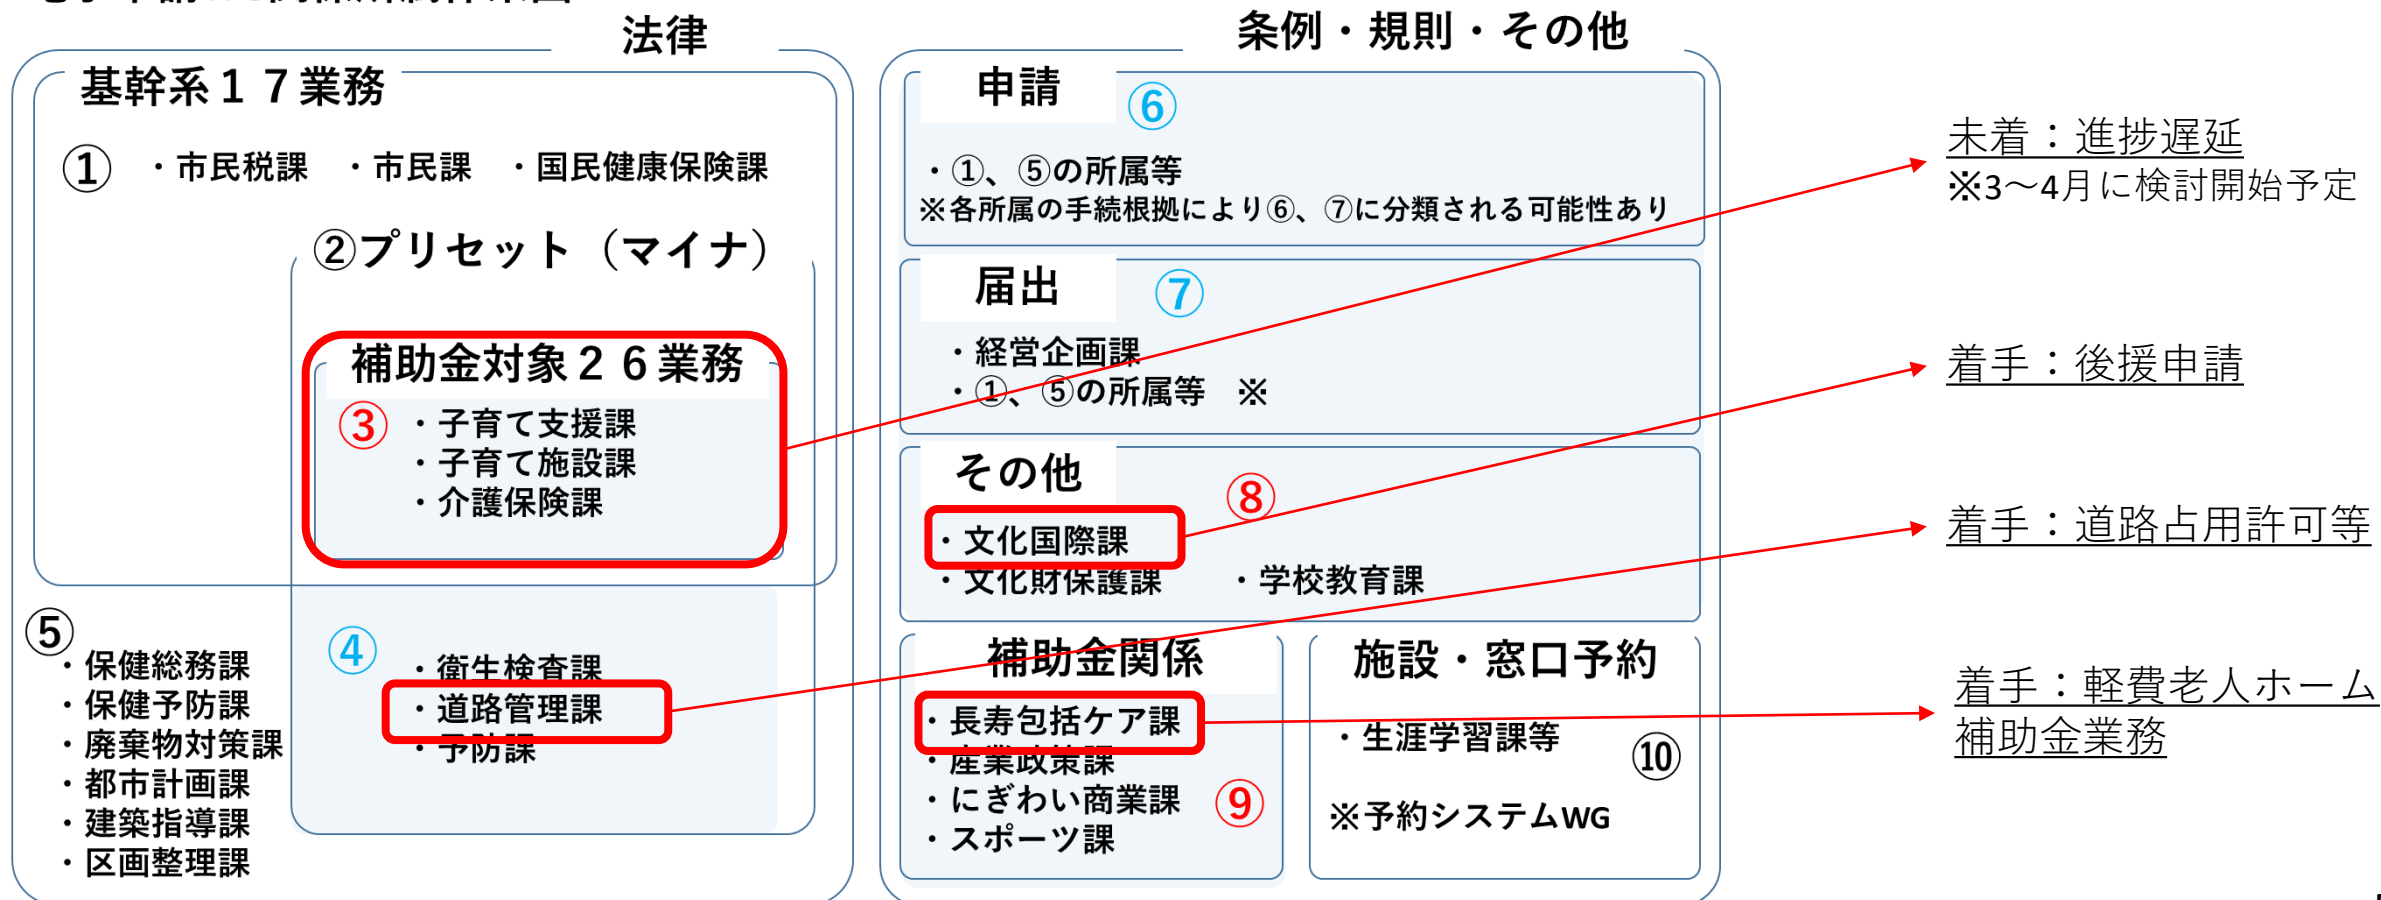 法律
基幹系１７業務
① ・市民税課 ・市民課 ・国民健康保険課
②プリセット（マイナ）
補助金対象２６業務
③ ・子育て支援課
・子育て施設課
・介護保険課
④ ・衛生検査課
・道路管理課
・予防課
⑤
・保健総務課
・保健予防課
・廃棄物対策課
・都市計画課
・建築指導課
・区画整理課
条例・規則・その他
申請 ⑥
・①、⑤の所属等
※各所属の手続根拠により⑥、⑦に分類される可能性あり
届出 ⑦
・経営企画課
・①、⑤の所属等 ※
その他 ⑧
・文化国際課
・文化財保護課 ・学校教育課
補助金関係
・長寿包括ケア課
・産業政策課
・にぎわい商業課 ⑨
・スポーツ課
施設・窓口予約
・生涯学習課等 ⑩
※予約システムWG
未着：進捗遅延
※3～4月に検討開始予定
着手：後援申請
着手：道路占用許可等
着手：軽費老人ホーム
補助金業務